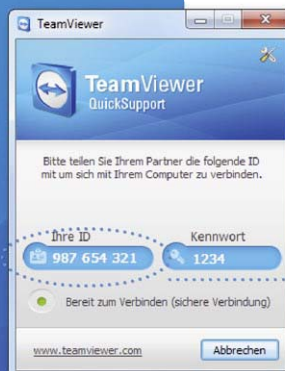 TeamViewer
TeamViewer
QuickSupport
Bitte teilen Sie Ihrem Partner die folgende ID
mit um sich mit Ihrem Computer zu verbinden.
Ihre ID
Kennwort
987 654 321
1234
Bereit zum Verbinden (sichere Verbindung)
www.teamviewer.com
Abbrechen